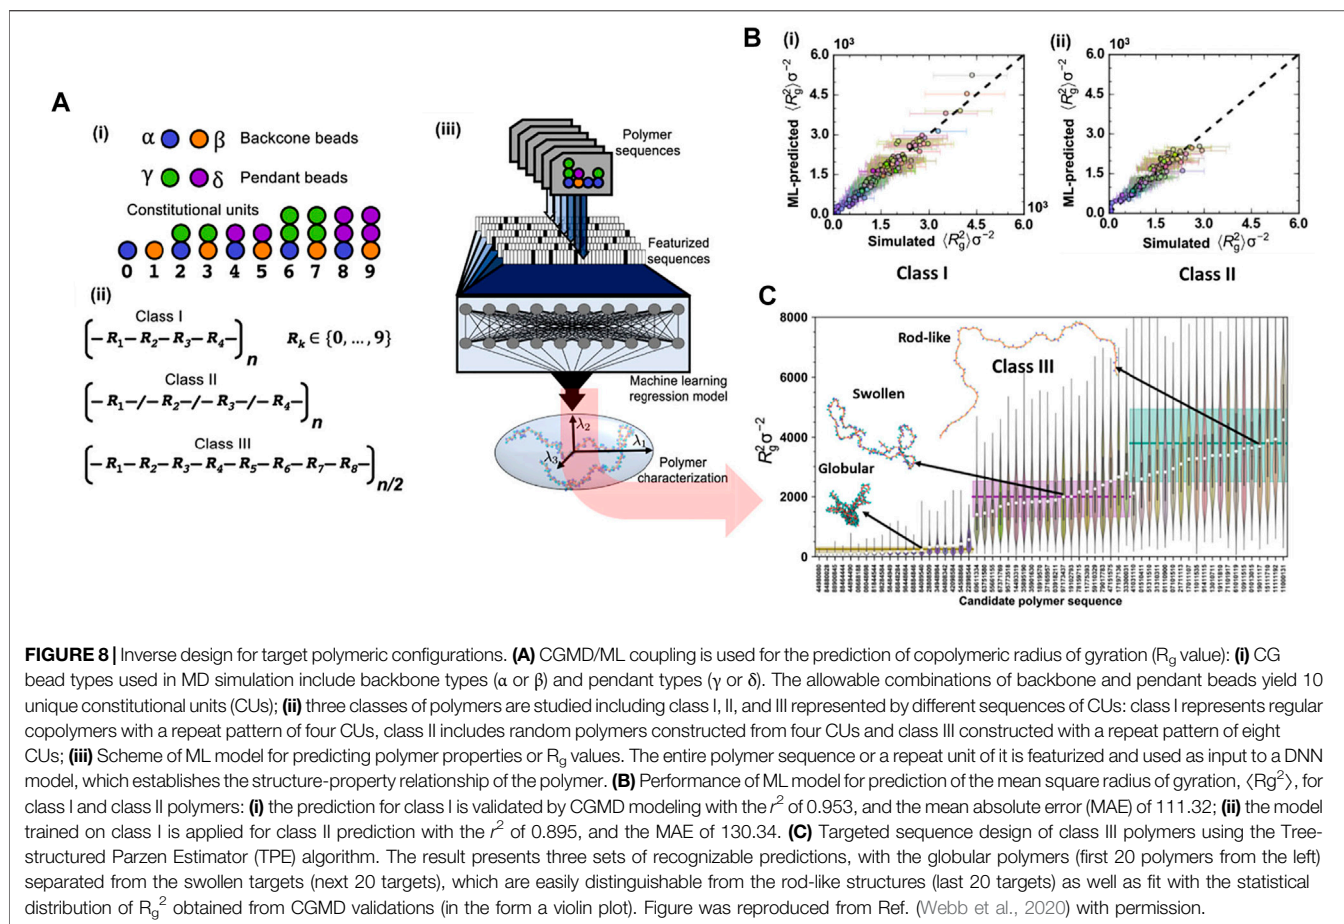 A
(i)
α β Backcone beads
γ δ Pendant beads
Constitutional units
0 1 2 3 4 5 6 7 8 9
(ii)
Class I
R1 – R2 – R3 – R4 n
Rk ∈ {0, ... , 9}
Class II
R1 –/– R2 –/– R3 –/– R4 n
Class III
R1 – R2 – R3 – R4 – R5 – R6 – R7 – R8 n/2
(iii)
Polymer
sequences
Featurized
sequences
Machine learning
regression model
λ2
λ1
λ3
Polymer
characterization
B
(i)
10³
6.0
4.5
3.0
1.5
0.0
ML-predicted ⟨Rg²⟩σ⁻²
0.0 1.5 3.0 4.5 6.0
10³
Simulated ⟨Rg²⟩σ⁻²
Class I
(ii)
10³
6.0
4.5
3.0
1.5
0.0
ML-predicted ⟨Rg²⟩σ⁻²
0.0 1.5 3.0 4.5 6.0
Simulated ⟨Rg²⟩σ⁻²
Class II
C
8000
6000
4000
2000
0
Rg²σ⁻²
Rod-like
Class III
Swollen
Globular
Candidate polymer sequence
FIGURE 8 | Inverse design for target polymeric configurations. (A) CGMD/ML coupling is used for the prediction of copolymeric radius of gyration (Rg value): (i) CG
bead types used in MD simulation include backbone types (α or β) and pendant types (γ or δ). The allowable combinations of backbone and pendant beads yield 10
unique constitutional units (CUs); (ii) three classes of polymers are studied including class I, II, and III represented by different sequences of CUs: class I represents regular
copolymers with a repeat pattern of four CUs, class II includes random polymers constructed from four CUs and class III constructed with a repeat pattern of eight
CUs; (iii) Scheme of ML model for predicting polymer properties or Rg values. The entire polymer sequence or a repeat unit of it is featurized and used as input to a DNN
model, which establishes the structure-property relationship of the polymer. (B) Performance of ML model for prediction of the mean square radius of gyration, ⟨Rg²⟩, for
class I and class II polymers: (i) the prediction for class I is validated by CGMD modeling with the r² of 0.953, and the mean absolute error (MAE) of 111.32; (ii) the model
trained on class I is applied for class II prediction with the r² of 0.895, and the MAE of 130.34. (C) Targeted sequence design of class III polymers using the Tree-
structured Parzen Estimator (TPE) algorithm. The result presents three sets of recognizable predictions, with the globular polymers (first 20 polymers from the left)
separated from the swollen targets (next 20 targets), which are easily distinguishable from the rod-like structures (last 20 targets) as well as fit with the statistical
distribution of Rg² obtained from CGMD validations (in the form a violin plot). Figure was reproduced from Ref. (Webb et al., 2020) with permission.